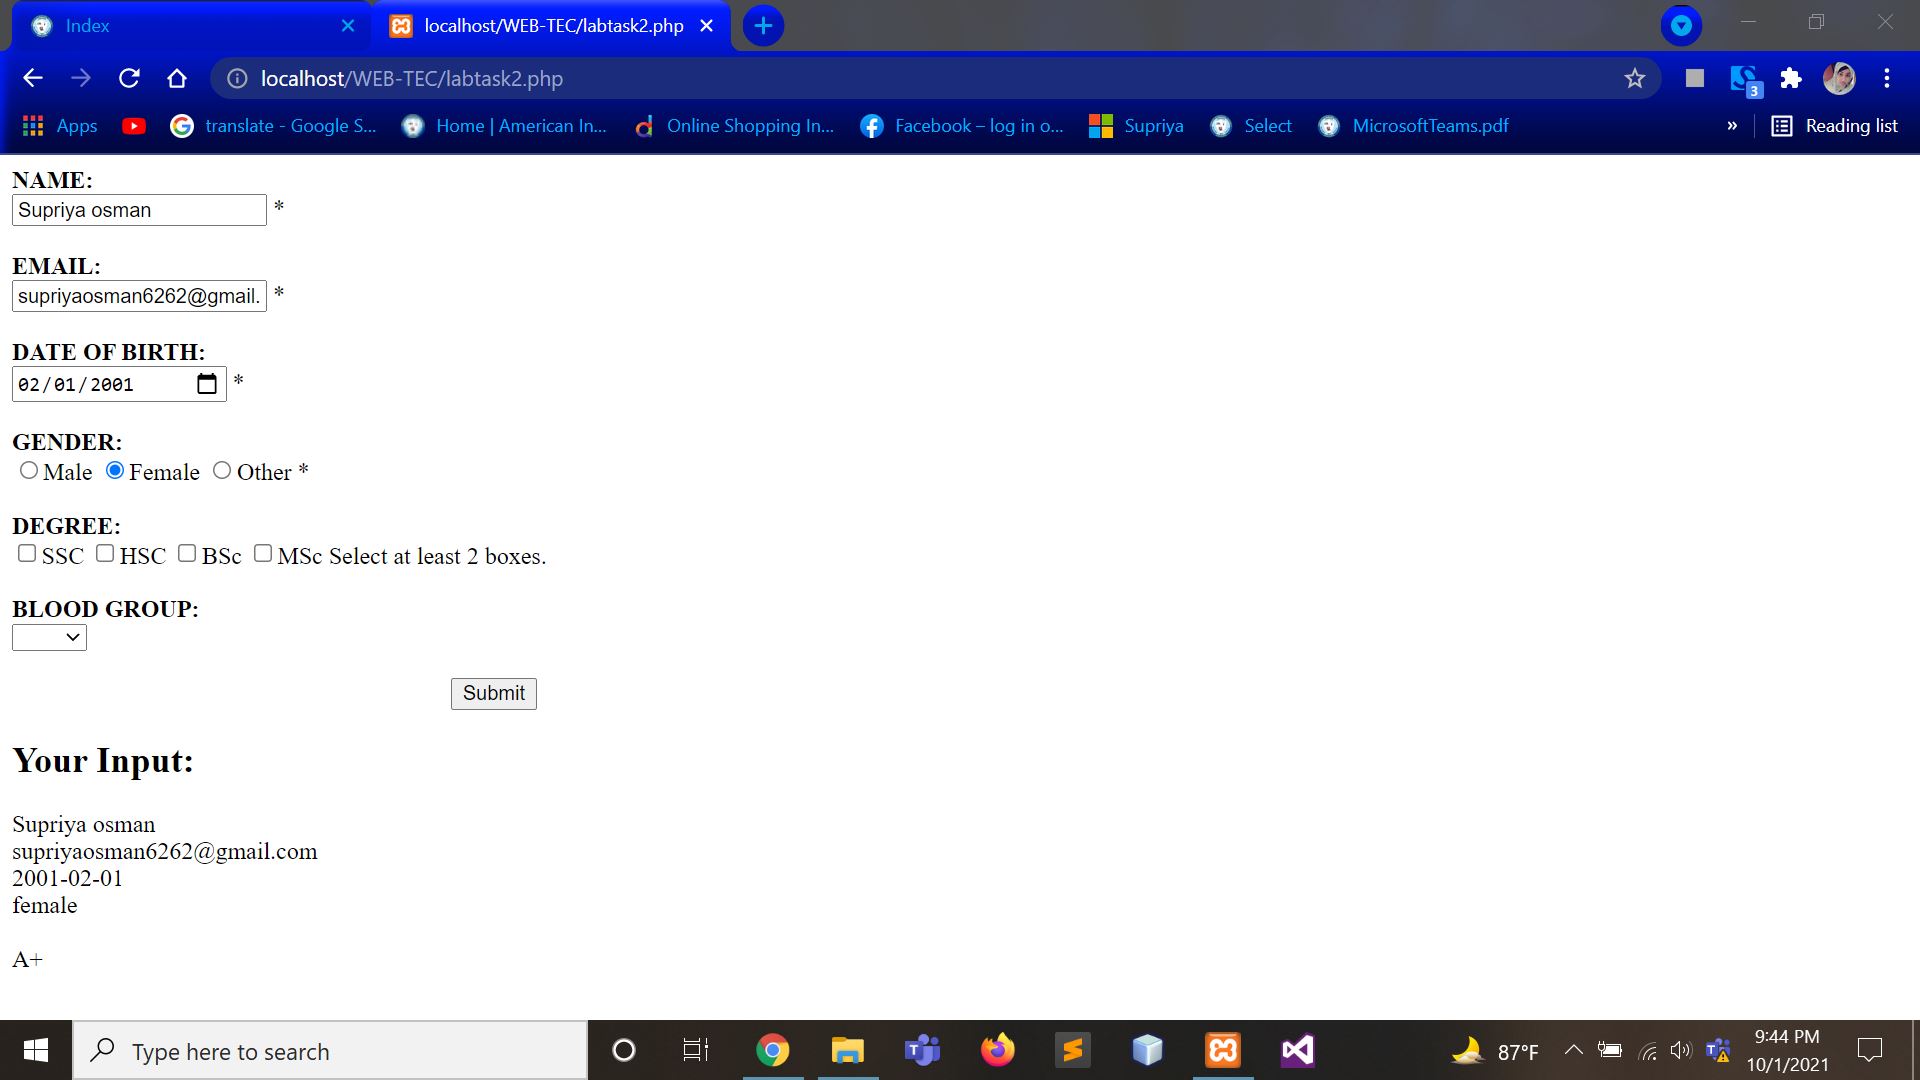 Index
localhost/WEB-TEC/labtask2.php
localhost/WEB-TEC/labtask2.php
3
Apps
translate - Google S...
Home | American In...
Online Shopping In...
Facebook – log in o...
Supriya
Select
MicrosoftTeams.pdf
»
Reading list
NAME:
Supriya osman *
EMAIL:
supriyaosman6262@gmail. *
DATE OF BIRTH:
02/01/2001 *
GENDER:
Male Female Other *
DEGREE:
SSC HSC BSc MSc Select at least 2 boxes.
BLOOD GROUP:
Submit
Your Input:
Supriya osman
supriyaosman6262@gmail.com
2001-02-01
female
A+
Type here to search
87°F
9:44 PM
10/1/2021